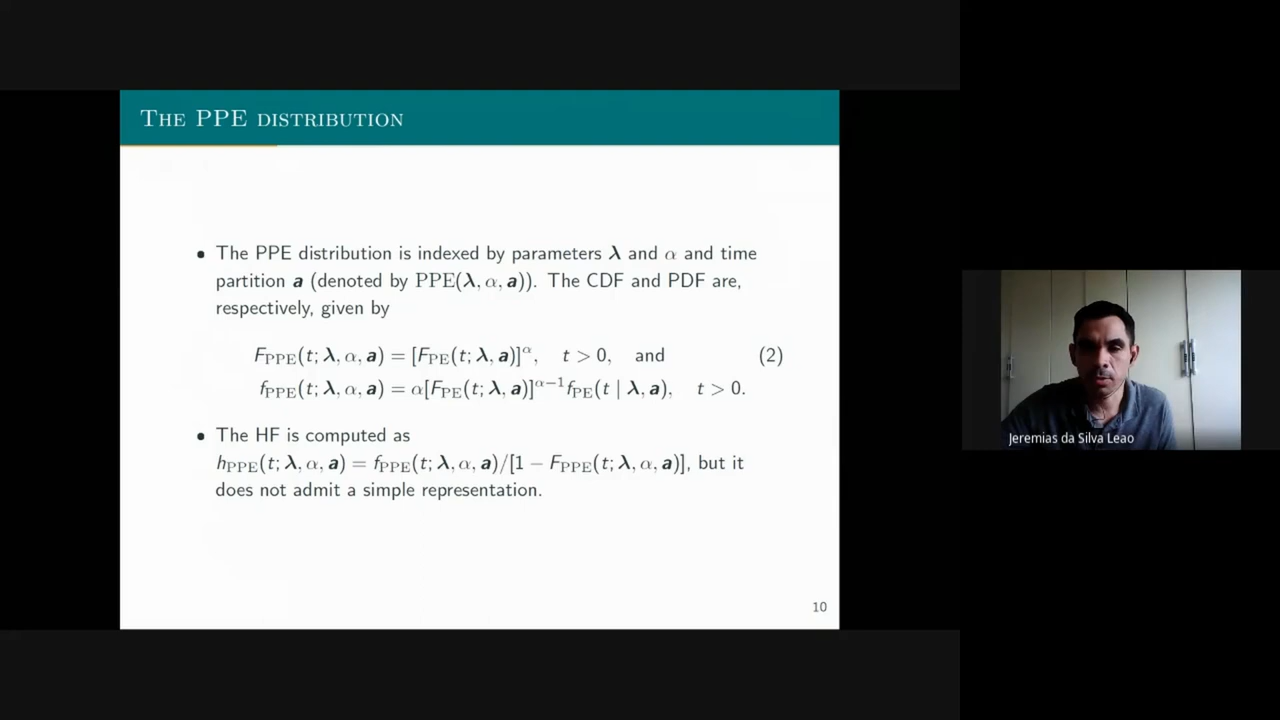 The PPE distribution
• The PPE distribution is indexed by parameters λ and α and time
partition a (denoted by PPE(λ, α, a)). The CDF and PDF are,
respectively, given by
F_PPE(t; λ, α, a) = [F_PE(t; λ, a)]^α, t > 0, and (2)
f_PPE(t; λ, α, a) = α[F_PE(t; λ, a)]^{α−1} f_PE(t | λ, a), t > 0.
• The HF is computed as
h_PPE(t; λ, α, a) = f_PPE(t; λ, α, a)/[1 − F_PPE(t; λ, α, a)], but it
does not admit a simple representation.
10
Jeremias da Silva Leao